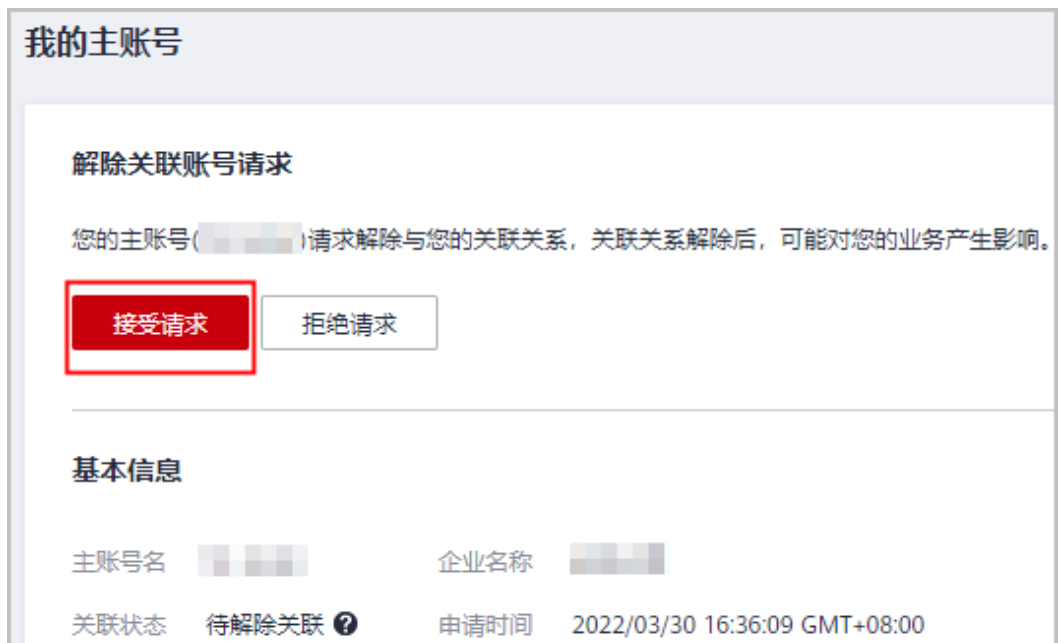 我的主账号
解除关联账号请求
您的主账号( )请求解除与您的关联关系，关联关系解除后，可能对您的业务产生影响。
接受请求 拒绝请求
基本信息
主账号名 企业名称
关联状态 待解除关联 ? 申请时间 2022/03/30 16:36:09 GMT+08:00